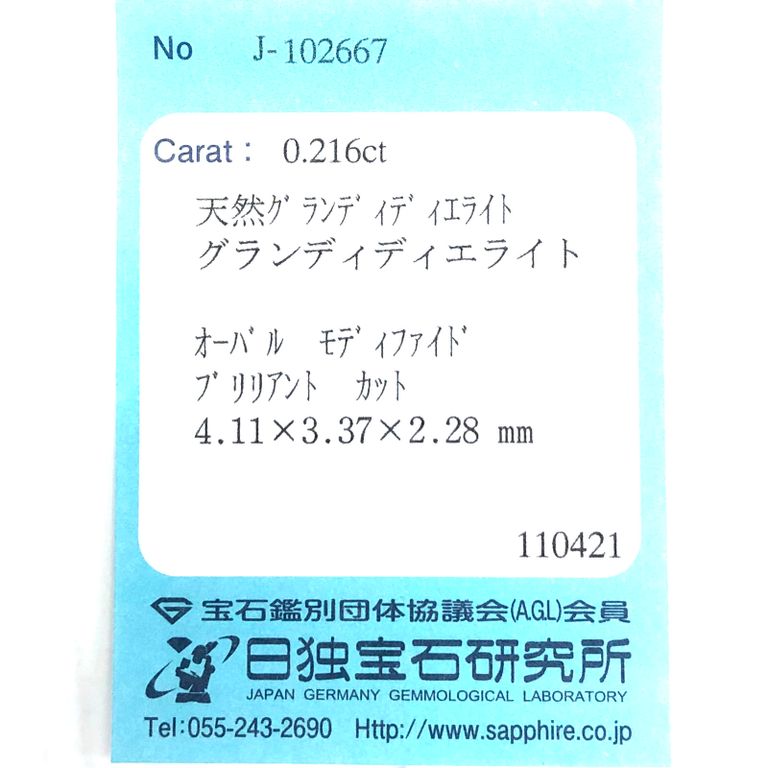 No J-102667
Carat: 0.216ct
天然ｸﾞﾗﾝﾃﾞｨﾃﾞｨｴﾗｲﾄ
グランディディエライト
ｵｰﾊﾞﾙ ﾓﾃﾞｨﾌｧｲﾄﾞ
ﾌﾞﾘﾘｱﾝﾄ ｶｯﾄ
4.11×3.37×2.28 mm
110421
宝石鑑別団体協議会(A.G.L)会員
日独宝石研究所
JAPAN GERMANY GEMMOLOGICAL LABORATORY
Tel:055-243-2690 Http://www.sapphire.co.jp